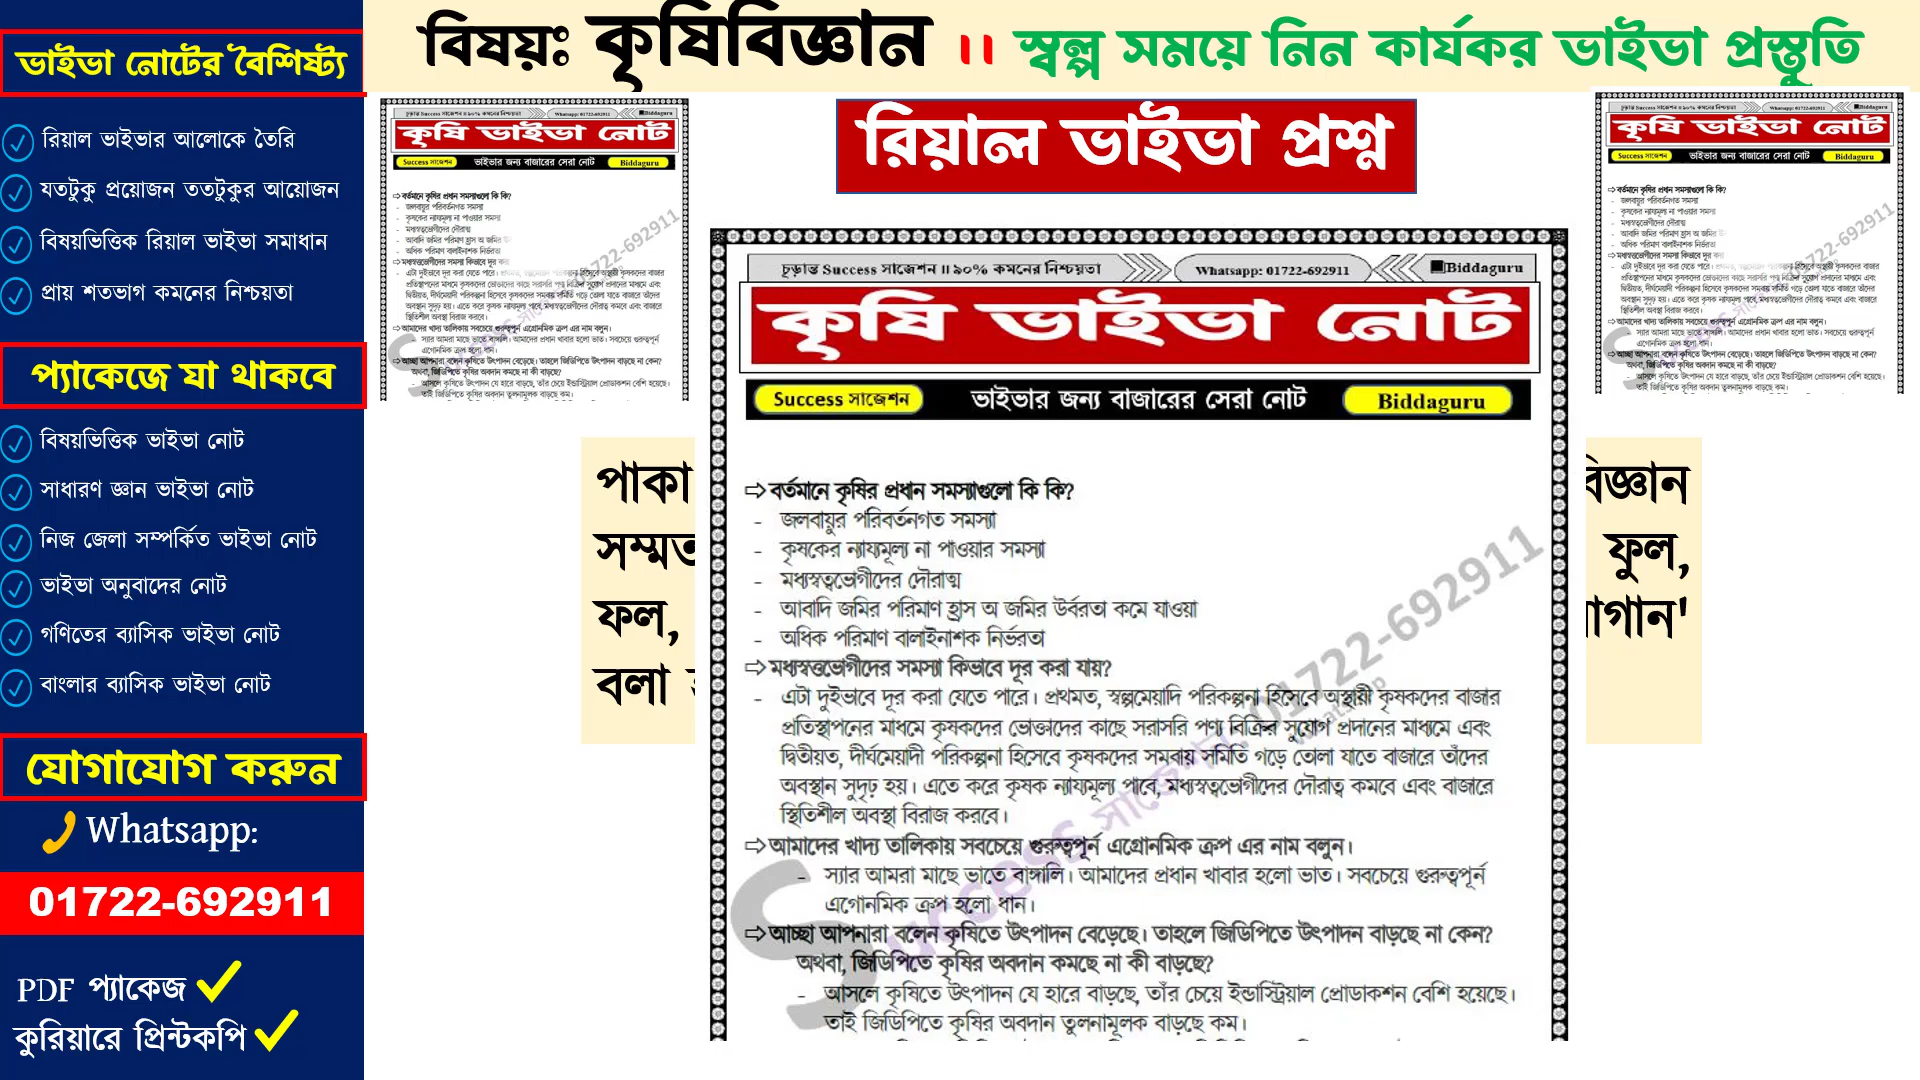 ভাইভা নোটের বৈশিষ্ট্য
রিয়াল ভাইভার আলোকে তৈরি
যতটুকু প্রয়োজন ততটুকুর আয়োজন
বিষয়ভিত্তিক রিয়াল ভাইভা সমাধান
প্রায় শতভাগ কমনের নিশ্চয়তা
প্যাকেজে যা থাকবে
বিষয়ভিত্তিক ভাইভা নোট
সাধারণ জ্ঞান ভাইভা নোট
নিজ জেলা সম্পর্কিত ভাইভা নোট
ভাইভা অনুবাদের নোট
গণিতের ব্যাসিক ভাইভা নোট
বাংলার ব্যাসিক ভাইভা নোট
যোগাযোগ করুন
Whatsapp:
01722-692911
PDF প্যাকেজ
কুরিয়ারে প্রিন্টকপি
বিষয়ঃ কৃষিবিজ্ঞান ।। স্বল্প সময়ে নিন কার্যকর ভাইভা প্রস্তুতি
রিয়াল ভাইভা প্রশ্ন
চূড়ান্ত Success সাজেশন ॥ ৯০% কমনের নিশ্চয়তা Whatsapp: 01722-692911 Biddaguru
কৃষি ভাইভা নোট
Success সাজেশন ভাইভার জন্য বাজারের সেরা নোট Biddaguru
⇨বর্তমানে কৃষির প্রধান সমস্যাগুলো কি কি?
- জলবায়ুর পরিবর্তনগত সমস্যা
- কৃষকের ন্যায্যমূল্য না পাওয়ার সমস্যা
- মধ্যস্বত্বভোগীদের দৌরাত্ম
- আবাদি জমির পরিমাণ হ্রাস অ জমির উর্বরতা কমে যাওয়া
- অধিক পরিমাণ বালাইনাশক নির্ভরতা
⇨মধ্যস্বত্তভোগীদের সমস্যা কিভাবে দূর করা যায়?
- এটা দুইভাবে দূর করা যেতে পারে। প্রথমত, স্বল্পমেয়াদি পরিকল্পনা হিসেবে অস্থায়ী কৃষকদের বাজার
প্রতিস্থাপনের মাধমে কৃষকদের ভোক্তাদের কাছে সরাসরি পণ্য বিক্রির সুযোগ প্রদানের মাধ্যমে এবং
দ্বিতীয়ত, দীর্ঘমেয়াদী পরিকল্পনা হিসেবে কৃষকদের সমবায় সমিতি গড়ে তোলা যাতে বাজারে তাঁদের
অবস্থান সুদৃঢ় হয়। এতে করে কৃষক ন্যায্যমূল্য পাবে, মধ্যস্বত্বভোগীদের দৌরাত্ব কমবে এবং বাজারে
স্থিতিশীল অবস্থা বিরাজ করবে।
⇨আমাদের খাদ্য তালিকায় সবচেয়ে গুরুত্বপূর্ন এগ্রোনমিক ক্রপ এর নাম বলুন।
- স্যার আমরা মাছে ভাতে বাঙ্গালি। আমাদের প্রধান খাবার হলো ভাত। সবচেয়ে গুরুত্বপূর্ন
এগোনমিক ক্রপ হলো ধান।
⇨আচ্ছা আপনারা বলেন কৃষিতে উৎপাদন বেড়েছে। তাহলে জিডিপিতে উৎপাদন বাড়ছে না কেন?
অথবা, জিডিপিতে কৃষির অবদান কমছে না কী বাড়ছে?
- আসলে কৃষিতে উৎপাদন যে হারে বাড়ছে, তাঁর চেয়ে ইন্ডাস্ট্রিয়াল প্রোডাকশন বেশি হয়েছে।
তাই জিডিপিতে কৃষির অবদান তুলনামূলক বাড়ছে কম।
Success সাজেশন, 01722-692911
Whatsapp
পাকা
ফল,
বলা
ফুল,